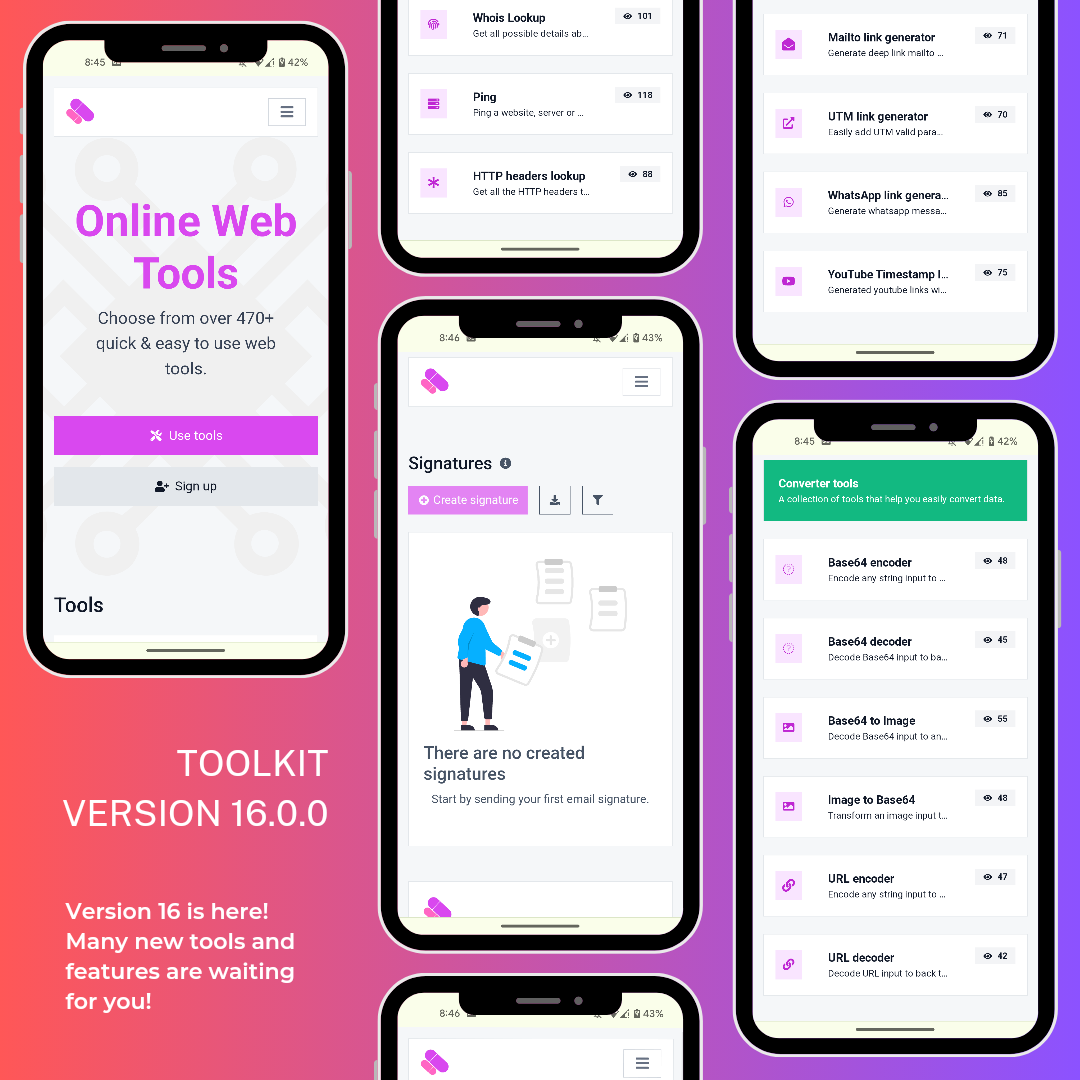 8:45
42%
Online Web
Tools
Choose from over 470+
quick & easy to use web
tools.
Use tools
Sign up
Tools
TOOLKIT
VERSION 16.0.0
Version 16 is here!
Many new tools and
features are waiting
for you!
Whois Lookup
101
Get all possible details ab...
Ping
118
Ping a website, server or ...
HTTP headers lookup
88
Get all the HTTP headers t...
8:46
43%
Signatures
Create signature
There are no created
signatures
Start by sending your first email signature.
8:46
43%
Mailto link generator
71
Generate deep link mailto ...
UTM link generator
70
Easily add UTM valid para...
WhatsApp link genera...
85
Generate whatsapp messa...
YouTube Timestamp l...
75
Generated youtube links wi...
8:45
42%
Converter tools
A collection of tools that help you easily convert data.
Base64 encoder
48
Encode any string input to ...
Base64 decoder
45
Decode Base64 input to ba...
Base64 to Image
55
Decode Base64 input to an...
Image to Base64
48
Transform an image input t...
URL encoder
47
Encode any string input to ...
URL decoder
42
Decode URL input to back t...